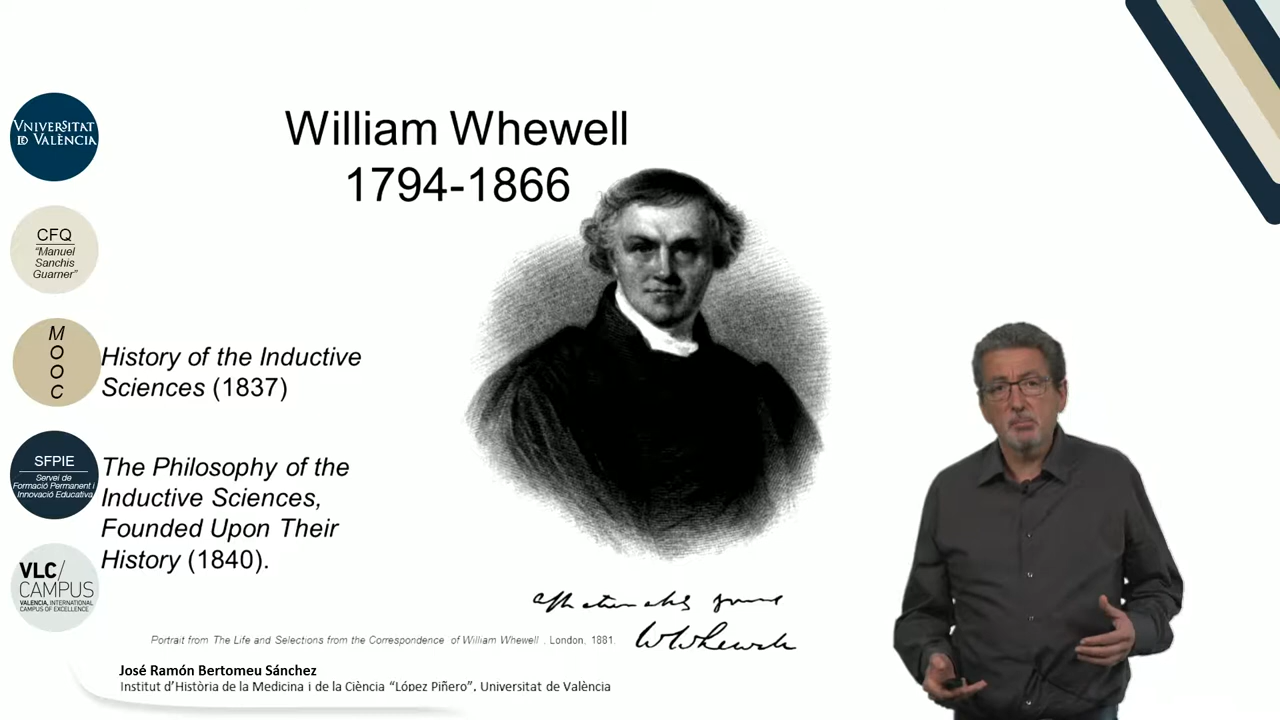 William Whewell
1794-1866
VNIVERSITAT
D VALÈNCIA
CFQ
"Manuel
Sanchis
Guarner"
M
O
O
C
History of the Inductive
Sciences (1837)
SFPIE
Servei de
Formació Permanent i
Innovació Educativa
The Philosophy of the
Inductive Sciences,
Founded Upon Their
History (1840).
VLC/
CAMPUS
VALENCIA, INTERNATIONAL
CAMPUS OF EXCELLENCE
W Whewell
Portrait from The Life and Selections from the Correspondence of William Whewell . London. 1881.
José Ramón Bertomeu Sánchez
Institut d'Història de la Medicina i de la Ciència "López Piñero". Universitat de València